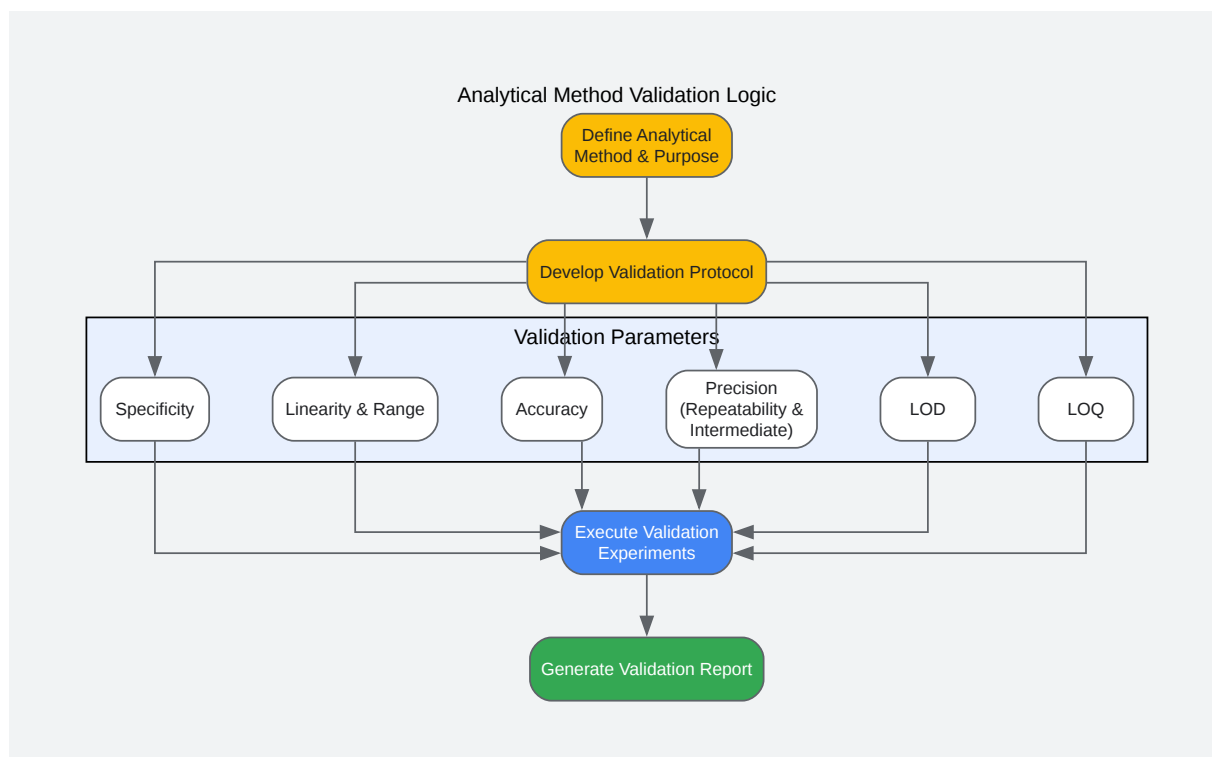 Analytical Method Validation Logic
Define Analytical
Method & Purpose
Develop Validation Protocol
Validation Parameters
Specificity
Linearity & Range
Accuracy
Precision
(Repeatability &
Intermediate)
LOD
LOQ
Execute Validation
Experiments
Generate Validation Report